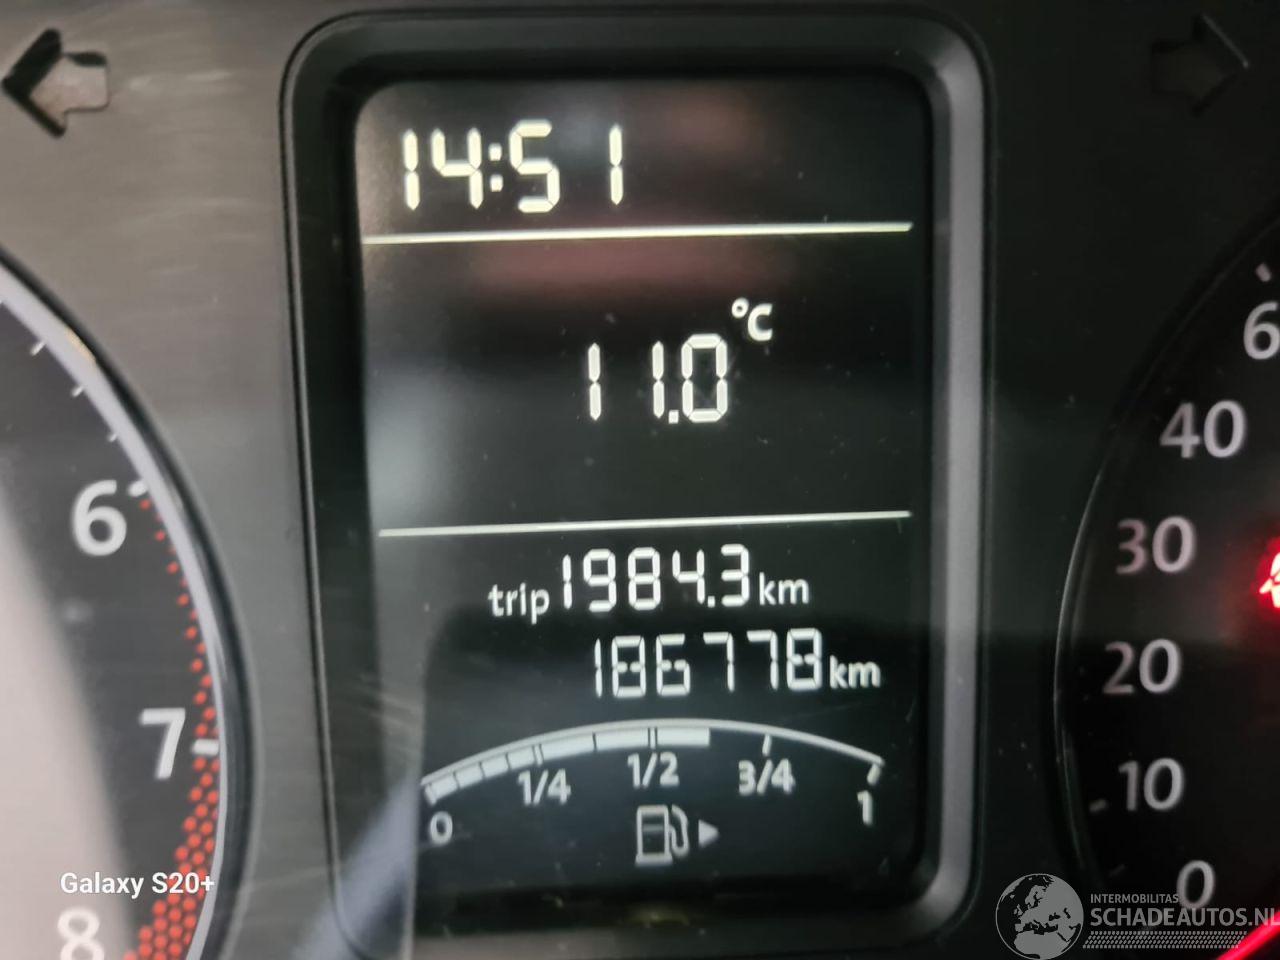 14:51
11.0 °C
trip 1984.3 km
186778 km
0 1/4 1/2 3/4 1
6
7
8
6
40
30
20
10
0
Galaxy S20+
INTERMOBILITAS
SCHADEAUTOS.NL